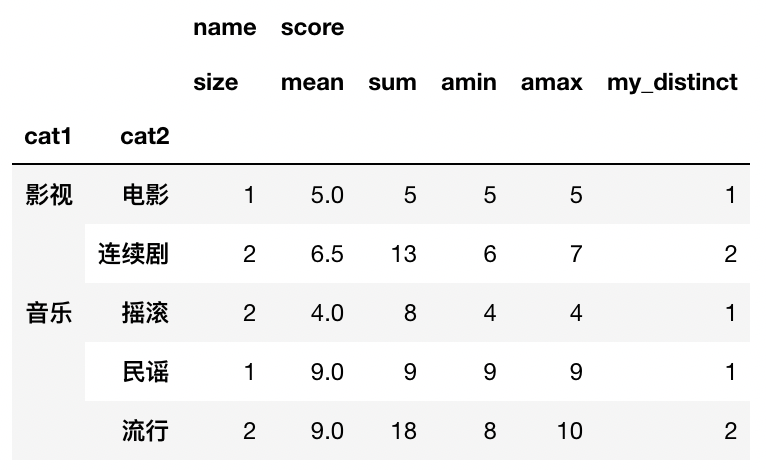 name score
size mean sum amin amax my_distinct
cat1 cat2
影视 电影 1 5.0 5 5 5 1
连续剧 2 6.5 13 6 7 2
音乐 摇滚 2 4.0 8 4 4 1
民谣 1 9.0 9 9 9 1
流行 2 9.0 18 8 10 2